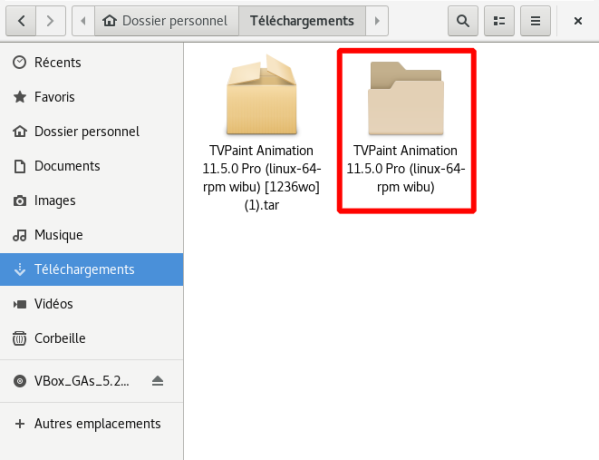 Dossier personnel
Téléchargements
Récents
Favoris
Dossier personnel
Documents
Images
Musique
Téléchargements
Vidéos
Corbeille
VBox_GAs_5.2...
Autres emplacements
TVPaint Animation
11.5.0 Pro (linux-64-
rpm wibu) [1236wo]
(1).tar
TVPaint Animation
11.5.0 Pro (linux-64-
rpm wibu)